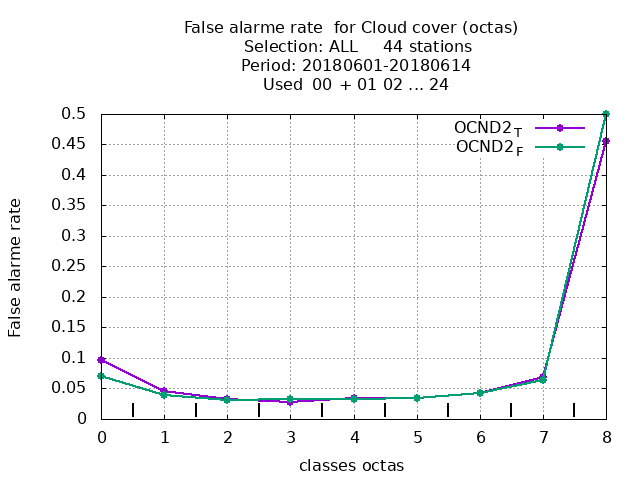 False alarme rate  for Cloud cover (octas)
Selection: ALL     44 stations
Period: 20180601-20180614
Used  00 + 01 02 ... 24
OCND2T
OCND2F
0.5
0.45
0.4
0.35
0.3
0.25
0.2
0.15
0.1
0.05
0
False alarme rate
0 1 2 3 4 5 6 7 8
classes octas